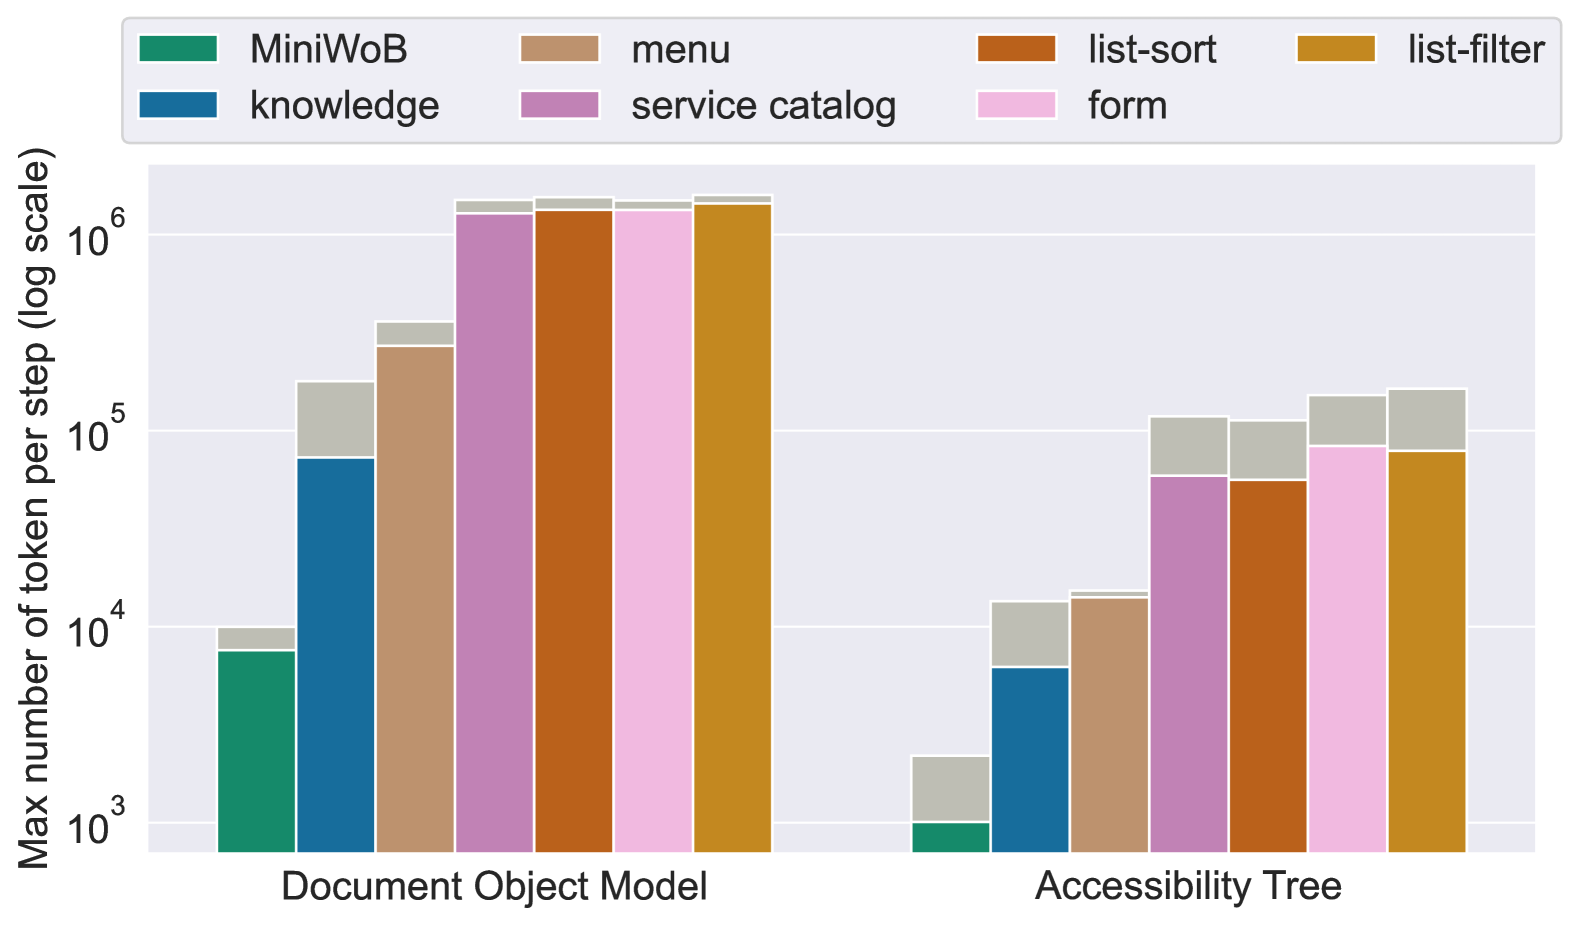 MiniWoB menu list-sort list-filter
knowledge service catalog form
Max number of token per step (log scale)
10^6
10^5
10^4
10^3
Document Object Model Accessibility Tree